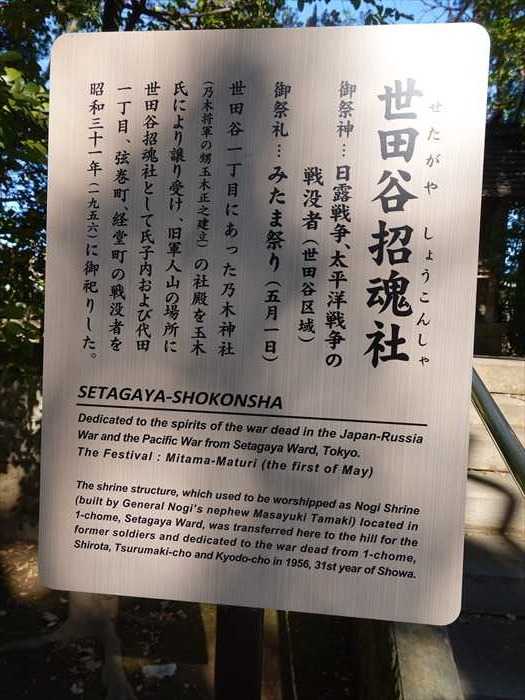 せたがや しょうこんしゃ
世田谷招魂社
御祭神…日露戦争、太平洋戦争の
戦没者（世田谷区域）
御祭礼…みたま祭り（五月一日）
世田谷一丁目にあった乃木神社
（乃木将軍の甥玉木正之建立）の社殿を玉木
氏により譲り受け、旧軍人山の場所に
世田谷招魂社として氏子内および代田
一丁目、弦巻町、経堂町の戦没者を
昭和三十一年（一九五六）に御祀りした。
SETAGAYA-SHOKONSHA
Dedicated to the spirits of the war dead in the Japan-Russia
War and the Pacific War from Setagaya Ward, Tokyo.
The Festival : Mitama-Maturi (the first of May)
The shrine structure, which used to be worshipped as Nogi Shrine
(built by General Nogi's nephew Masayuki Tamaki) located in
1-chome, Setagaya Ward, was transferred here to the hill for the
former soldiers and dedicated to the war dead from 1-chome,
Shirota, Tsurumaki-cho and Kyodo-cho in 1956, 31st year of Showa.